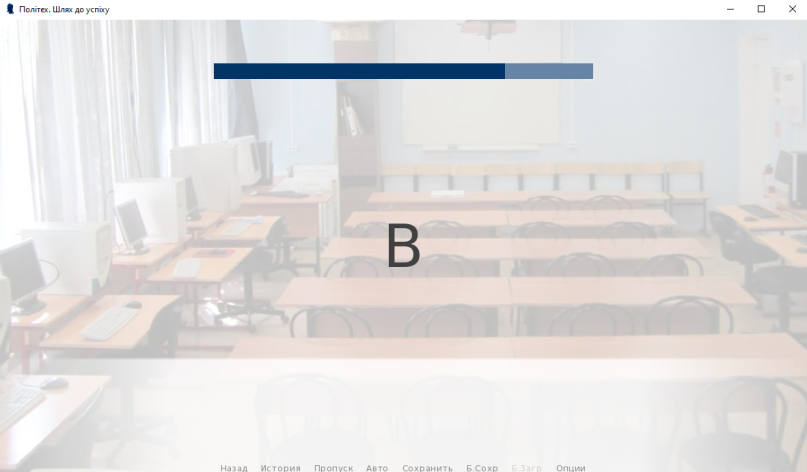 Політех. Шлях до успіху
В
Назад История Пропуск Авто Сохранить Б.Сохр Б.Загр Опции